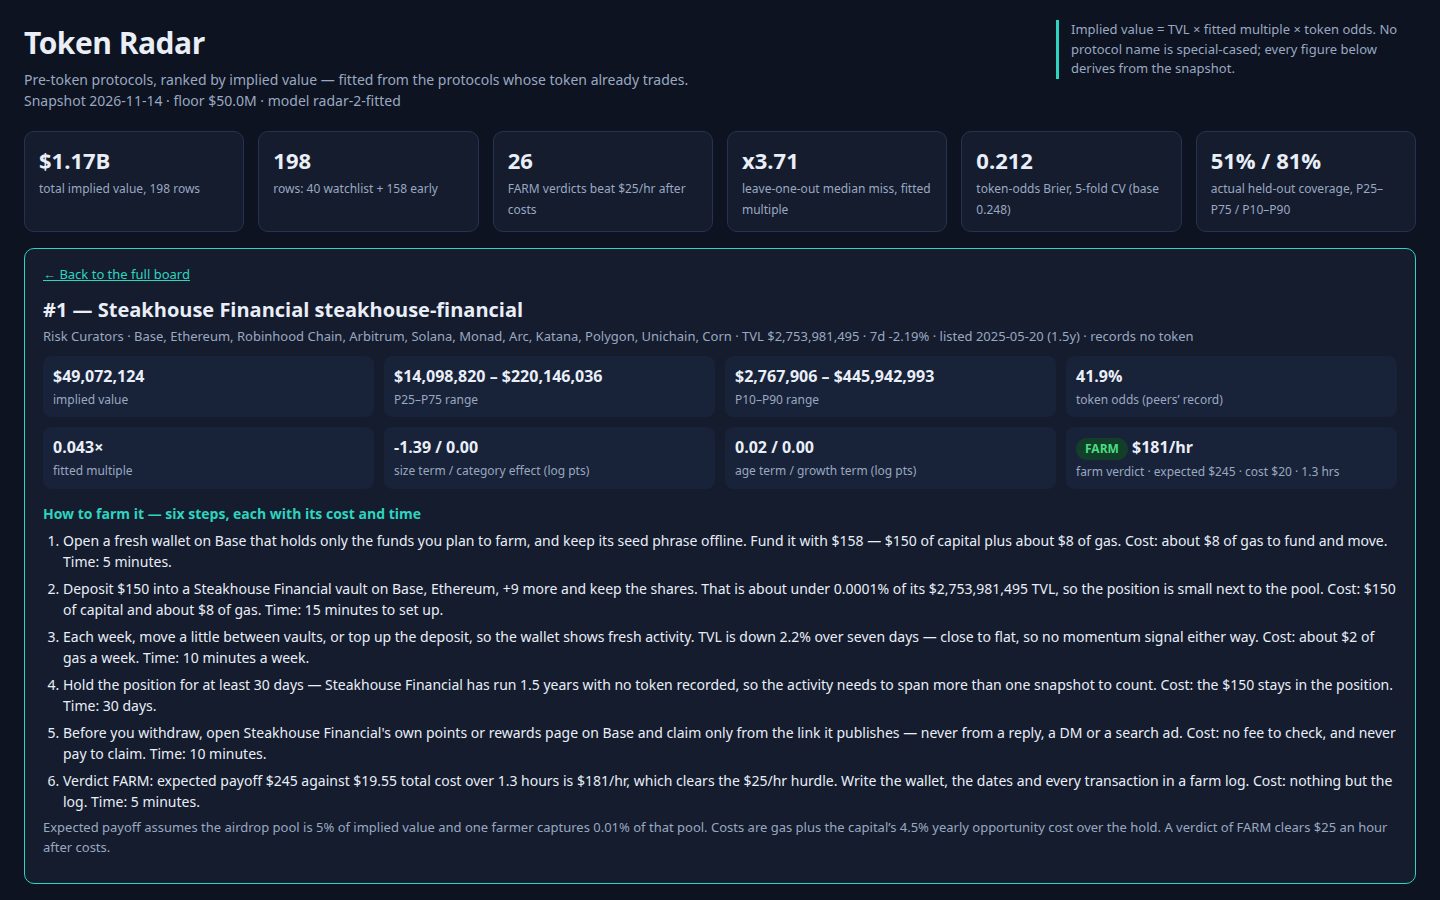 Token Radar
Pre-token protocols, ranked by implied value — fitted from the protocols whose token already trades.
Snapshot 2026-11-14 · floor $50.0M · model radar-2-fitted
Implied value = TVL × fitted multiple × token odds. No
protocol name is special-cased; every figure below
derives from the snapshot.
$1.17B
total implied value, 198 rows
198
rows: 40 watchlist + 158 early
26
FARM verdicts beat $25/hr after
costs
x3.71
leave-one-out median miss, fitted
multiple
0.212
token-odds Brier, 5-fold CV (base
0.248)
51% / 81%
actual held-out coverage, P25–
P75 / P10–P90
← Back to the full board
#1 — Steakhouse Financial steakhouse-financial
Risk Curators · Base, Ethereum, Robinhood Chain, Arbitrum, Solana, Monad, Arc, Katana, Polygon, Unichain, Corn · TVL $2,753,981,495 · 7d -2.19% · listed 2025-05-20 (1.5y) · records no token
$49,072,124
implied value
$14,098,820 – $220,146,036
P25–P75 range
$2,767,906 – $445,942,993
P10–P90 range
41.9%
token odds (peers’ record)
0.043×
fitted multiple
-1.39 / 0.00
size term / category effect (log pts)
0.02 / 0.00
age term / growth term (log pts)
FARM $181/hr
farm verdict · expected $245 · cost $20 · 1.3 hrs
How to farm it — six steps, each with its cost and time
1. Open a fresh wallet on Base that holds only the funds you plan to farm, and keep its seed phrase offline. Fund it with $158 — $150 of capital plus about $8 of gas. Cost: about $8 of gas to fund and move.
Time: 5 minutes.
2. Deposit $150 into a Steakhouse Financial vault on Base, Ethereum, +9 more and keep the shares. That is about under 0.0001% of its $2,753,981,495 TVL, so the position is small next to the pool. Cost: $150
of capital and about $8 of gas. Time: 15 minutes to set up.
3. Each week, move a little between vaults, or top up the deposit, so the wallet shows fresh activity. TVL is down 2.2% over seven days — close to flat, so no momentum signal either way. Cost: about $2 of
gas a week. Time: 10 minutes a week.
4. Hold the position for at least 30 days — Steakhouse Financial has run 1.5 years with no token recorded, so the activity needs to span more than one snapshot to count. Cost: the $150 stays in the position.
Time: 30 days.
5. Before you withdraw, open Steakhouse Financial's own points or rewards page on Base and claim only from the link it publishes — never from a reply, a DM or a search ad. Cost: no fee to check, and never
pay to claim. Time: 10 minutes.
6. Verdict FARM: expected payoff $245 against $19.55 total cost over 1.3 hours is $181/hr, which clears the $25/hr hurdle. Write the wallet, the dates and every transaction in a farm log. Cost: nothing but the
log. Time: 5 minutes.
Expected payoff assumes the airdrop pool is 5% of implied value and one farmer captures 0.01% of that pool. Costs are gas plus the capital’s 4.5% yearly opportunity cost over the hold. A verdict of FARM clears $25 an hour
after costs.